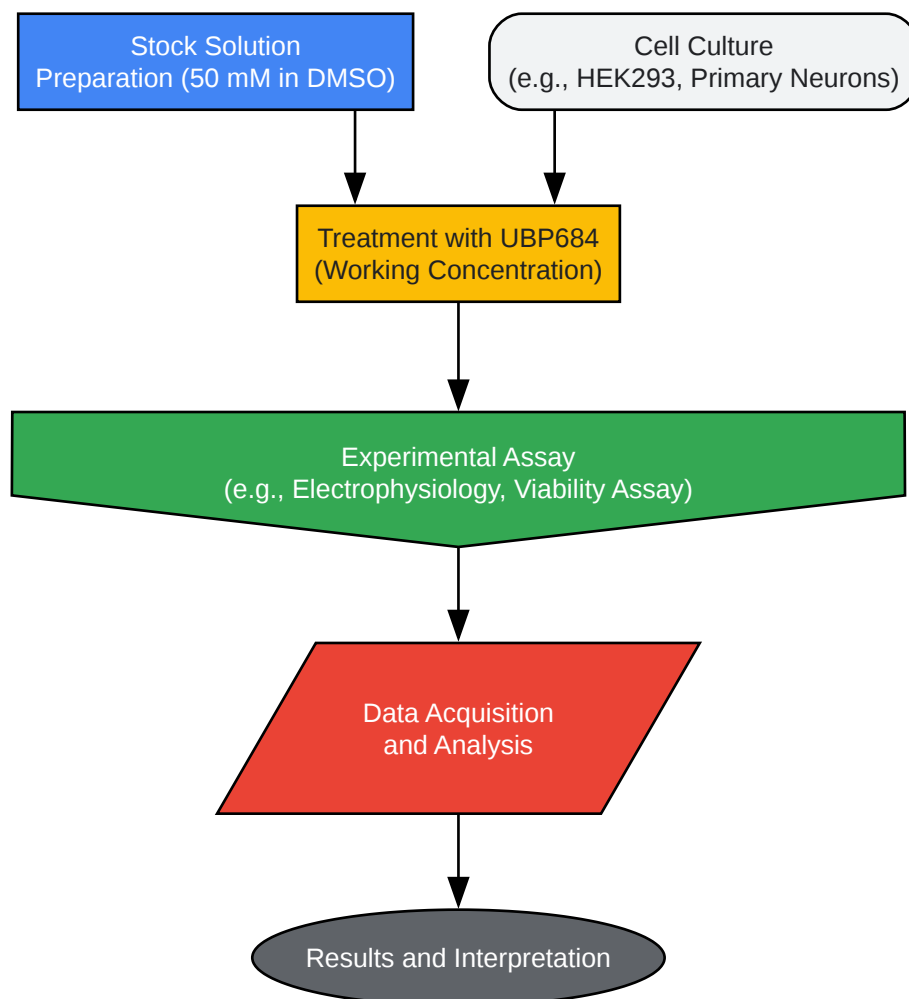 Stock Solution
Preparation (50 mM in DMSO)
Cell Culture
(e.g., HEK293, Primary Neurons)
Treatment with UBP684
(Working Concentration)
Experimental Assay
(e.g., Electrophysiology, Viability Assay)
Data Acquisition
and Analysis
Results and Interpretation